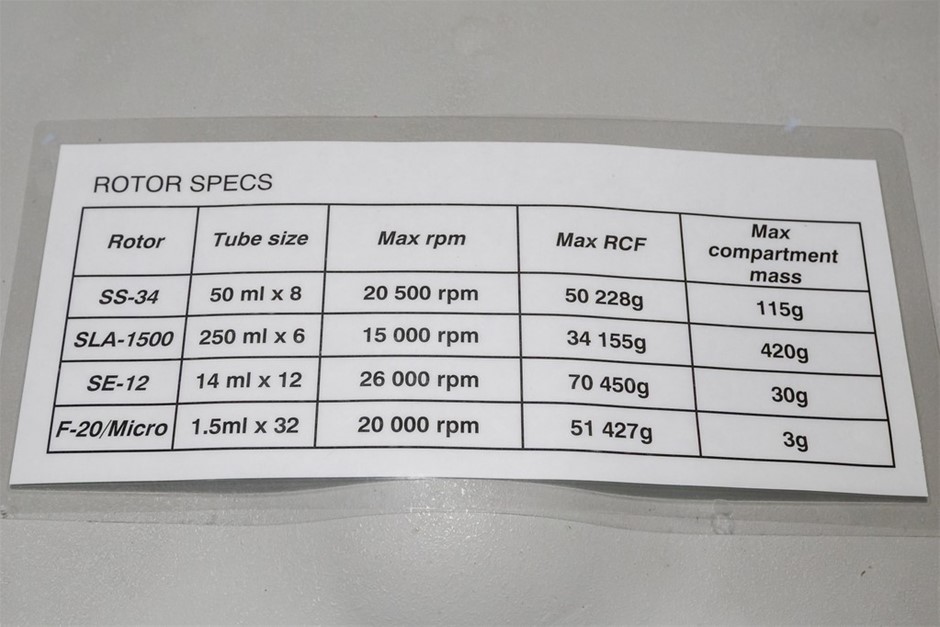 ROTOR SPECS
Rotor Tube size Max rpm Max RCF Max compartment mass
SS-34 50 ml x 8 20 500 rpm 50 228g 115g
SLA-1500 250 ml x 6 15 000 rpm 34 155g 420g
SE-12 14 ml x 12 26 000 rpm 70 450g 30g
F-20/Micro 1.5ml x 32 20 000 rpm 51 427g 3g